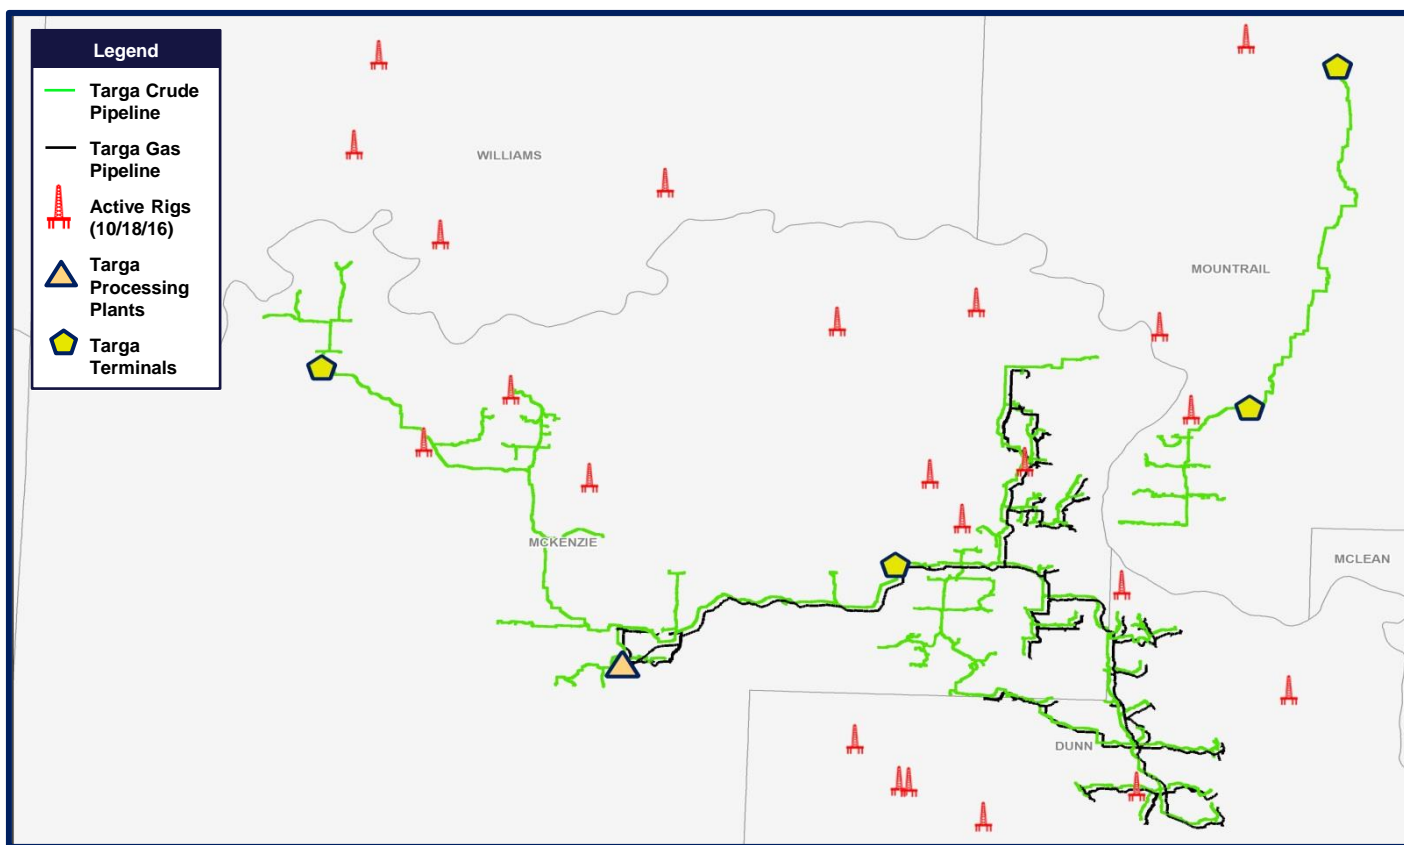 Legend
Targa Crude
Pipeline
Targa Gas
Pipeline
Active Rigs
(10/18/16)
Targa
Processing
Plants
Targa
Terminals
WILLIAMS
MOUNTRAIL
MCKENZIE
MCLEAN
DUNN